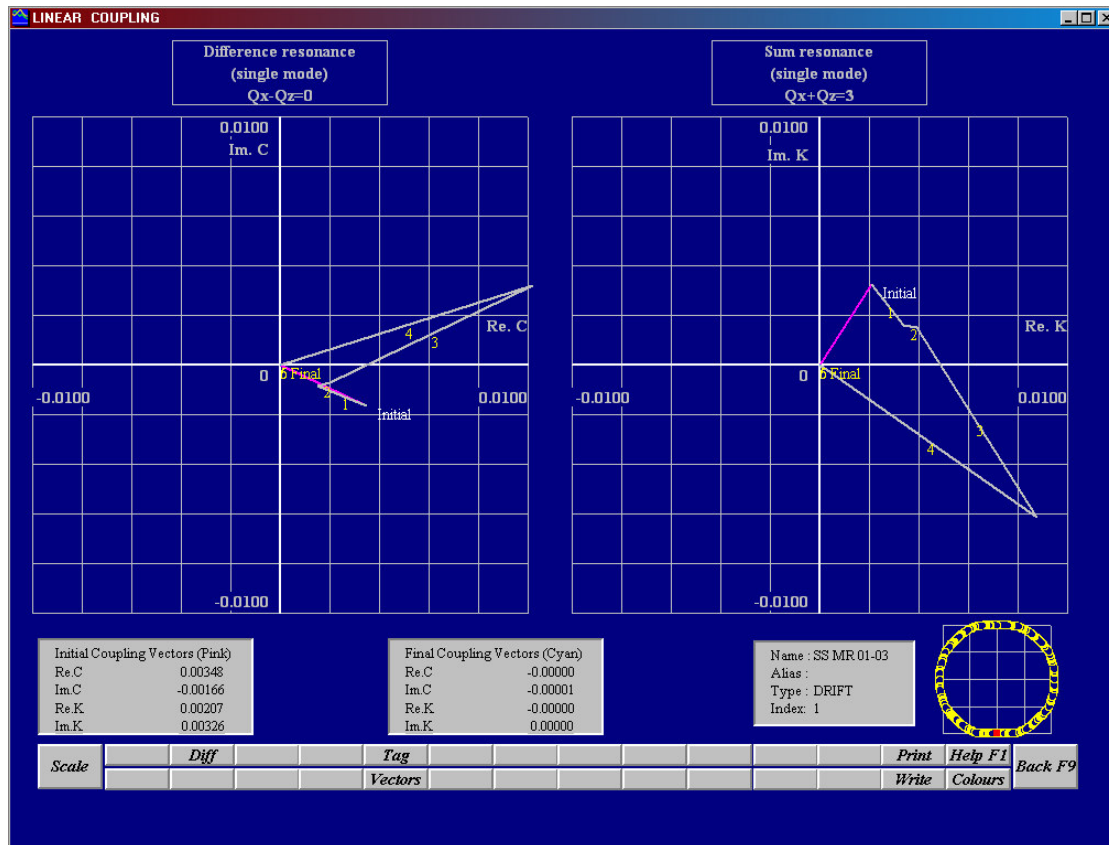 LINEAR COUPLING
Difference resonance
(single mode)
Qx-Qz=0
Sum resonance
(single mode)
Qx+Qz=3
0.0100
Im. C
Re. C
4
3
0
6 Final
2
1
Initial
-0.0100
0.0100
-0.0100
0.0100
Im. K
Initial
1
2
Re. K
0
6 Final
-0.0100
0.0100
3
4
-0.0100
Initial Coupling Vectors (Pink)
Re.C 0.00348
Im.C -0.00166
Re.K 0.00207
Im.K 0.00326
Final Coupling Vectors (Cyan)
Re.C -0.00000
Im.C -0.00001
Re.K -0.00000
Im.K 0.00000
Name : SS MR 01-03
Alias :
Type : DRIFT
Index: 1
Scale
Diff
Tag
Print
Help F1
Back F9
Vectors
Write
Colours